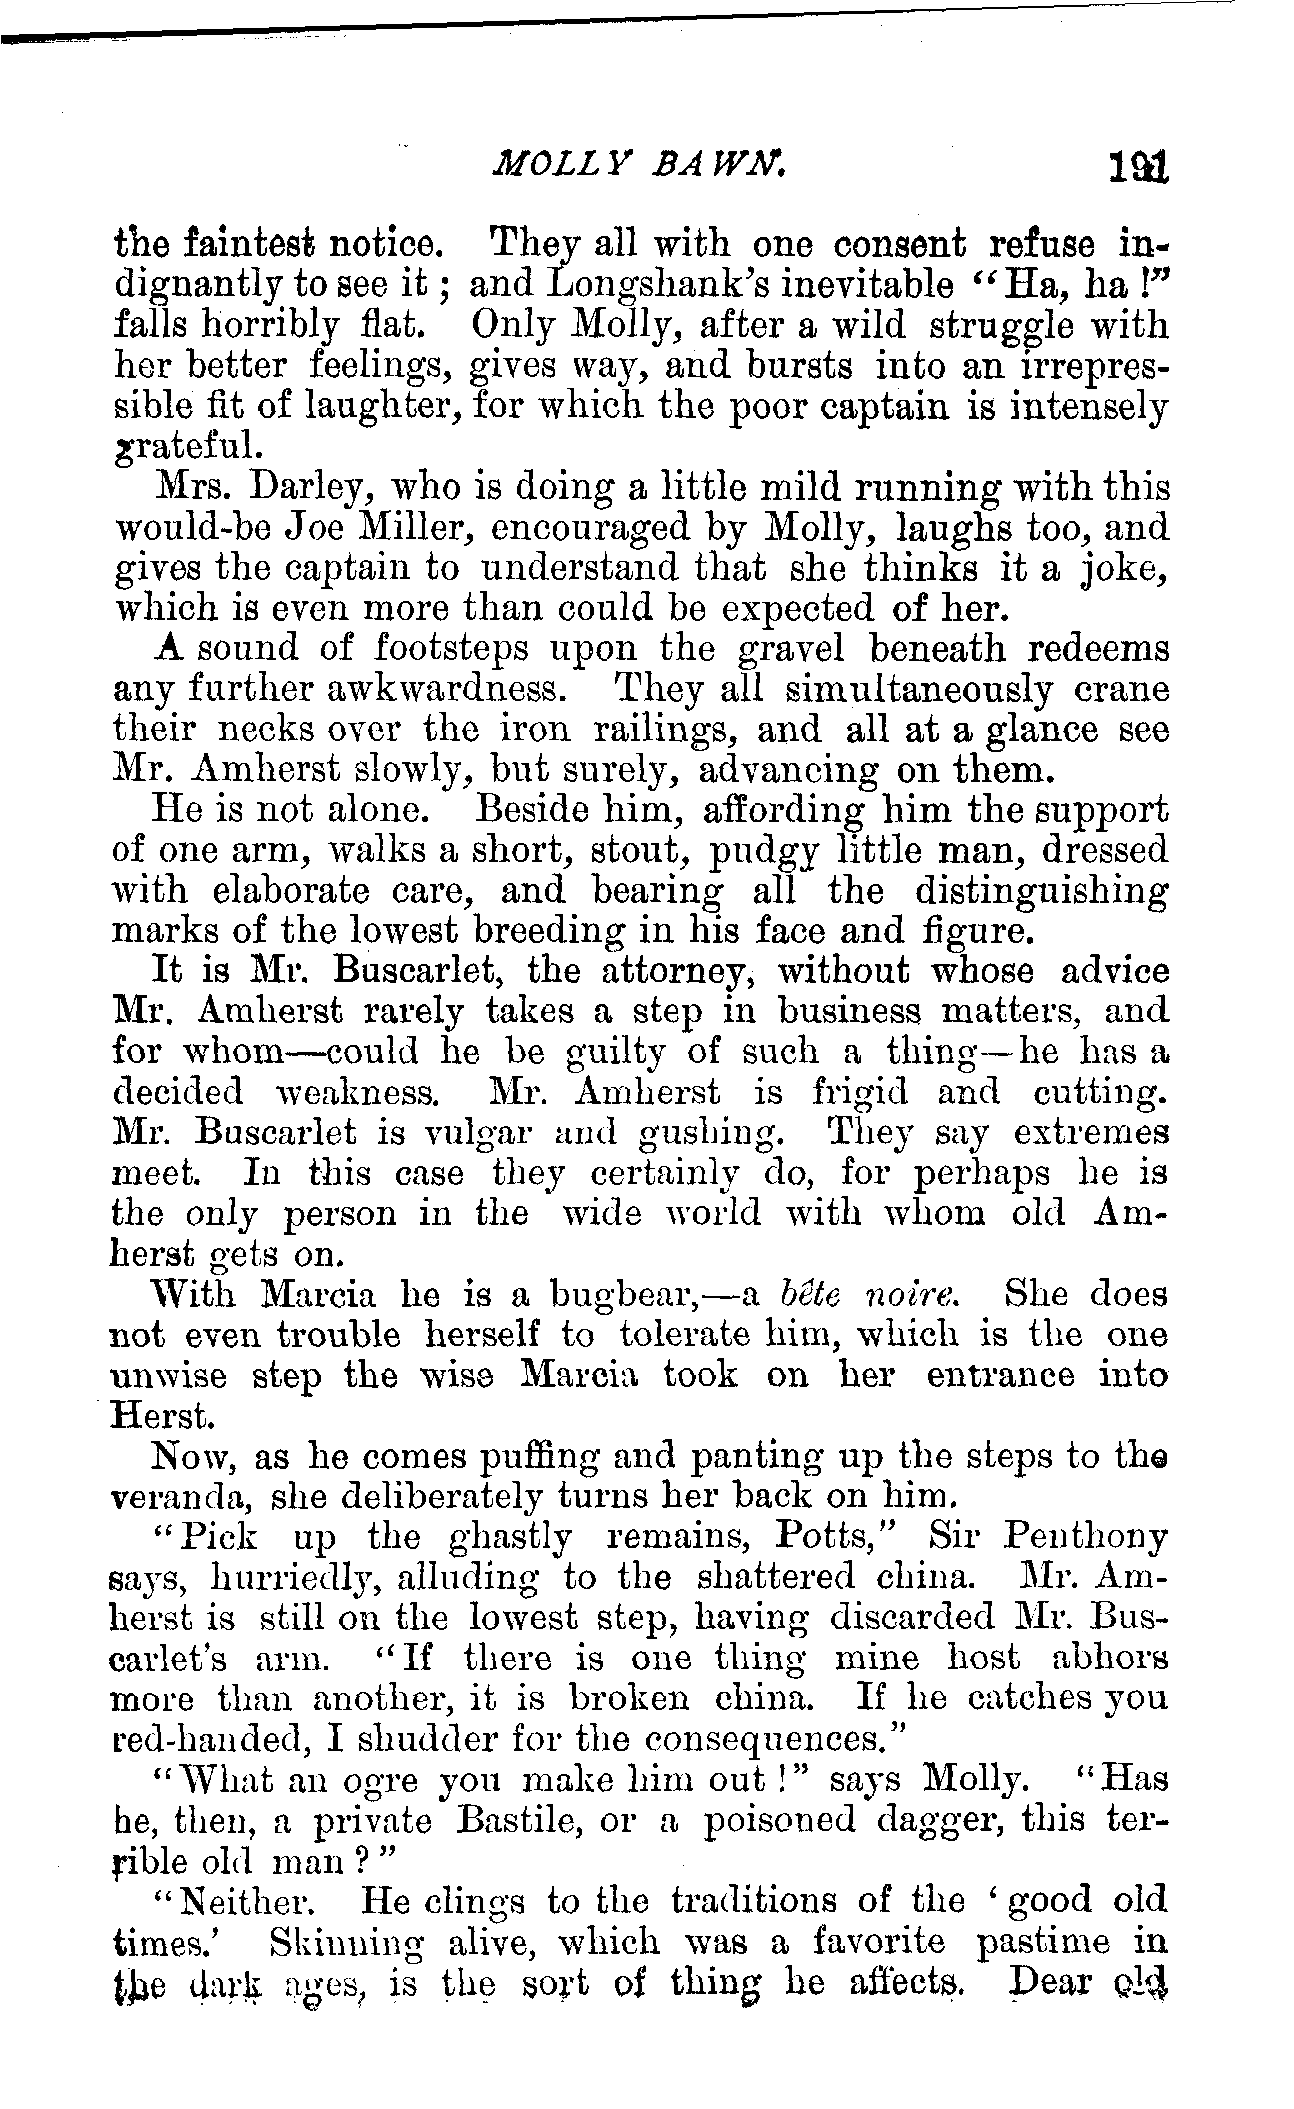 MOLLY BAWN. 191
the faintest notice. They all with one consent refuse in-
dignantly to see it; and Longshank's inevitable "Ha, ha!"
falls horribly flat. Only Molly, after a wild struggle with
her better feelings, gives way, and bursts into an irrepres-
sible fit of laughter, for which the poor captain is intensely
grateful.
Mrs. Darley, who is doing a little mild running with this
would-be Joe Miller, encouraged by Molly, laughs too, and
gives the captain to understand that she thinks it a joke,
which is even more than could be expected of her.
A sound of footsteps upon the gravel beneath redeems
any further awkwardness. They all simultaneously crane
their necks over the iron railings, and all at a glance see
Mr. Amherst slowly, but surely, advancing on them.
He is not alone. Beside him, affording him the support
of one arm, walks a short, stout, pudgy little man, dressed
with elaborate care, and bearing all the distinguishing
marks of the lowest breeding in his face and figure.
It is Mr. Buscarlet, the attorney, without whose advice
Mr. Amherst rarely takes a step in business matters, and
for whom—could he be guilty of such a thing—he has a
decided weakness. Mr. Amherst is frigid and cutting.
Mr. Buscarlet is vulgar and gushing. They say extremes
meet. In this case they certainly do, for perhaps he is
the only person in the wide world with whom old Am-
herst gets on.
With Marcia he is a bugbear,—a bête noire. She does
not even trouble herself to tolerate him, which is the one
unwise step the wise Marcia took on her entrance into
Herst.
Now, as he comes puffing and panting up the steps to the
veranda, she deliberately turns her back on him.
"Pick up the ghastly remains, Potts," Sir Penthony
says, hurriedly, alluding to the shattered china. Mr. Am-
herst is still on the lowest step, having discarded Mr. Bus-
carlet's arm. "If there is one thing mine host abhors
more than another, it is broken china. If he catches you
red-handed, I shudder for the consequences."
"What an ogre you make him out!" says Molly. "Has
he, then, a private Bastile, or a poisoned dagger, this ter-
rible old man?"
"Neither. He clings to the traditions of the 'good old
times.' Skinning alive, which was a favorite pastime in
the dark ages, is the sort of thing he affects. Dear old